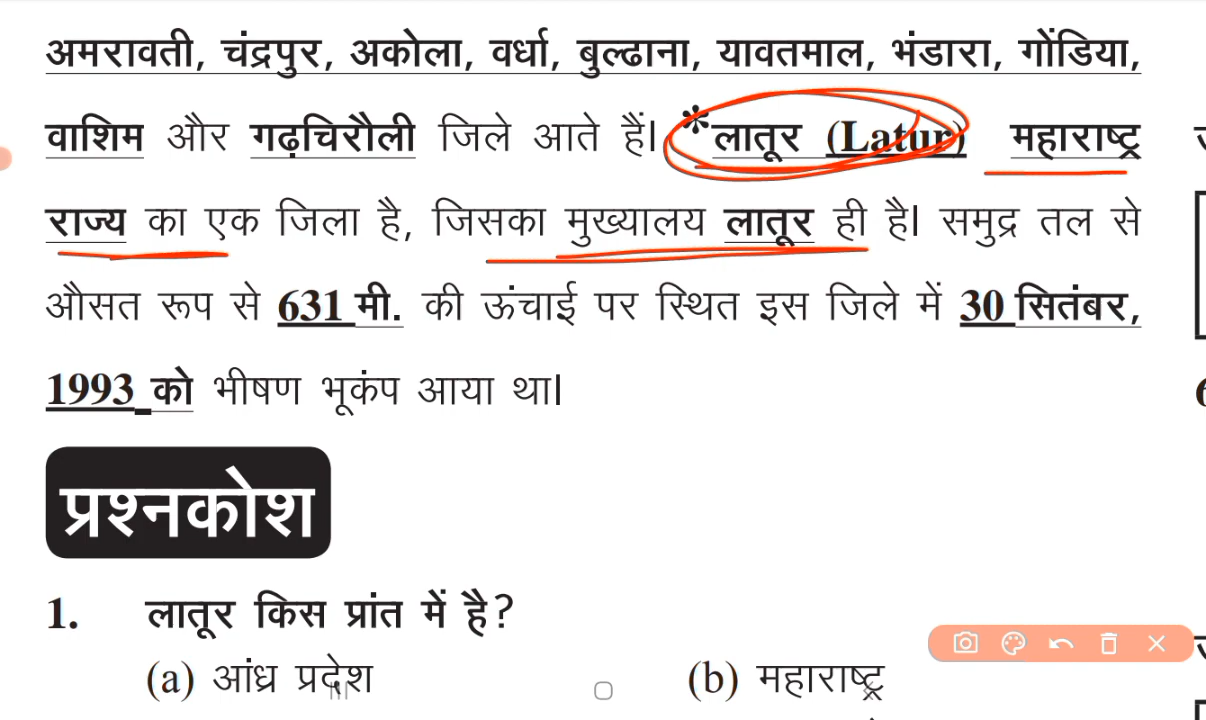 अमरावती, चंद्रपुर, अकोला, वर्धा, बुल्ढाना, यावतमाल, भंडारा, गोंडिया,
वाशिम और गढ़चिरौली जिले आते हैं। *लातूर (Latur) महाराष्ट्र
राज्य का एक जिला है, जिसका मुख्यालय लातूर ही है। समुद्र तल से
औसत रूप से 631 मी. की ऊंचाई पर स्थित इस जिले में 30 सितंबर,
1993 को भीषण भूकंप आया था।
प्रश्नकोश
1. लातूर किस प्रांत में है?
(a) आंध्र प्रदेश (b) महाराष्ट्र